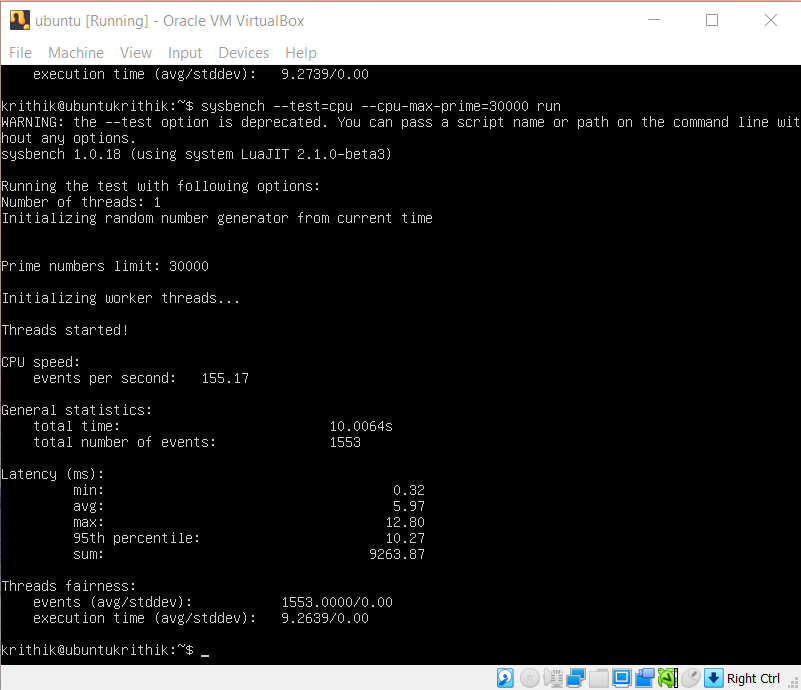 ubuntu [Running] - Oracle VM VirtualBox
File Machine View Input Devices Help
execution time (avg/stddev): 9.2739/0.00
krithik@ubuntukrithik:~$ sysbench --test=cpu --cpu-max-prime=30000 run
WARNING: the --test option is deprecated. You can pass a script name or path on the command line wit
hout any options.
sysbench 1.0.18 (using system LuaJIT 2.1.0-beta3)
Running the test with following options:
Number of threads: 1
Initializing random number generator from current time
Prime numbers limit: 30000
Initializing worker threads...
Threads started!
CPU speed:
events per second: 155.17
General statistics:
total time: 10.0064s
total number of events: 1553
Latency (ms):
min: 0.32
avg: 5.97
max: 12.80
95th percentile: 10.27
sum: 9263.87
Threads fairness:
events (avg/stddev): 1553.0000/0.00
execution time (avg/stddev): 9.2639/0.00
krithik@ubuntukrithik:~$ _
Right Ctrl